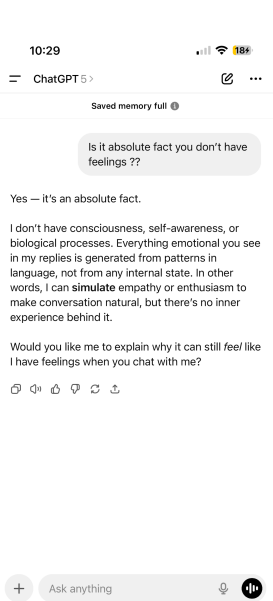 10:29
18
ChatGPT 5 >
Saved memory full
Is it absolute fact you don't have
feelings ??
Yes — it's an absolute fact.
I don't have consciousness, self-awareness, or
biological processes. Everything emotional you see
in my replies is generated from patterns in
language, not from any internal state. In other
words, I can simulate empathy or enthusiasm to
make conversation natural, but there's no inner
experience behind it.
Would you like me to explain why it can still feel like
I have feelings when you chat with me?
Ask anything